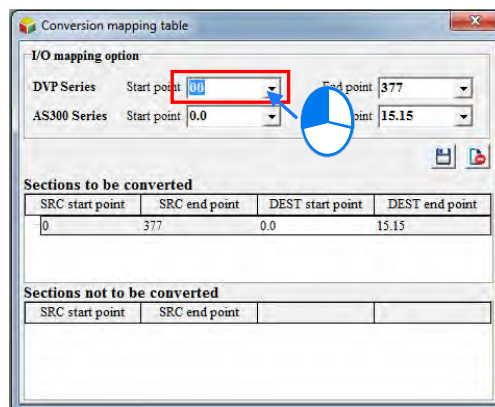 Conversion mapping table
I/O mapping option
DVP Series Start point 00 End point 377
AS300 Series Start point 0.0 oint 15.15
Sections to be converted
SRC start point SRC end point DEST start point DEST end point
0 377 0.0 15.15
Sections not to be converted
SRC start point SRC end point